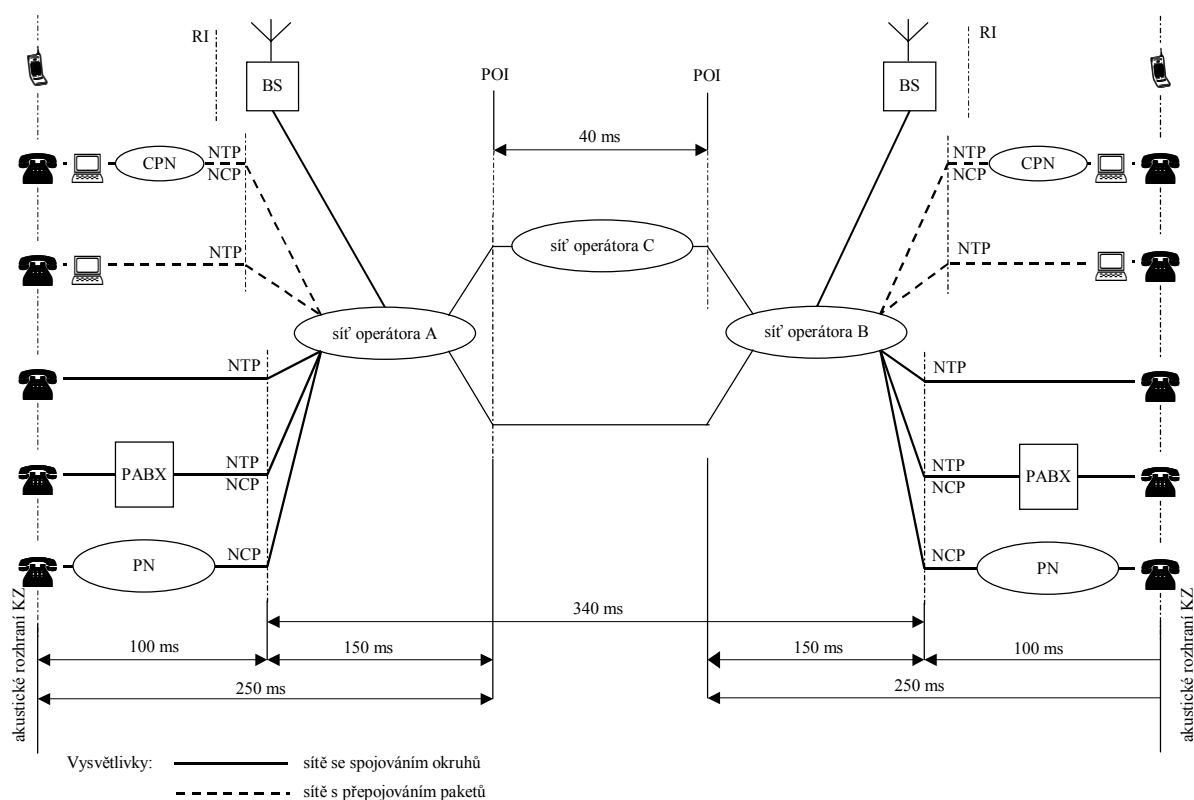 RI
RI
POI
POI
BS
BS
40 ms
CPN
NTP
NCP
NTP
NCP
CPN
síť operátora C
NTP
NTP
síť operátora A
síť operátora B
NTP
NTP
PABX
NTP
NCP
NTP
NCP
PABX
PN
NCP
NCP
PN
akustické rozhraní KZ
akustické rozhraní KZ
340 ms
100 ms
150 ms
150 ms
100 ms
250 ms
250 ms
Vysvětlivky:
sítě se spojováním okruhů
sítě s přepojováním paketů